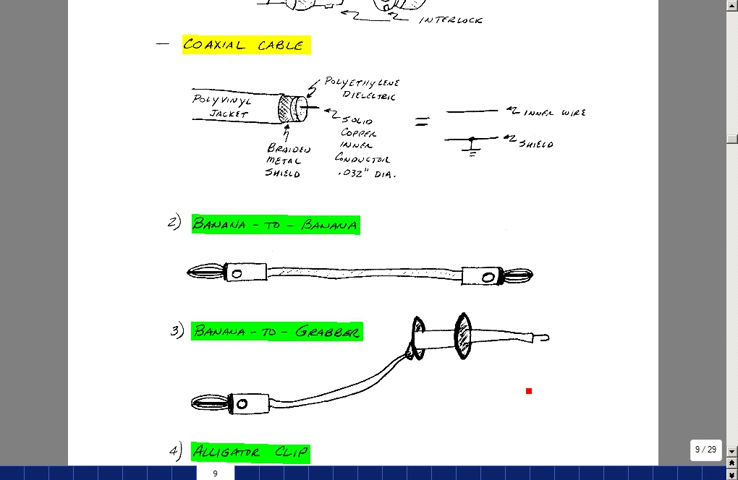 INTERLOCK
— COAXIAL CABLE
POLYVINYL
JACKET
POLYETHYLENE
DIELECTRIC
SOLID
COPPER
INNER
CONDUCTOR
.032" DIA.
BRAIDED
METAL
SHIELD
=
INNER WIRE
SHIELD
2) BANANA-TO-BANANA
3) BANANA-TO-GRABBER
4) ALLIGATOR CLIP
9 / 29
9